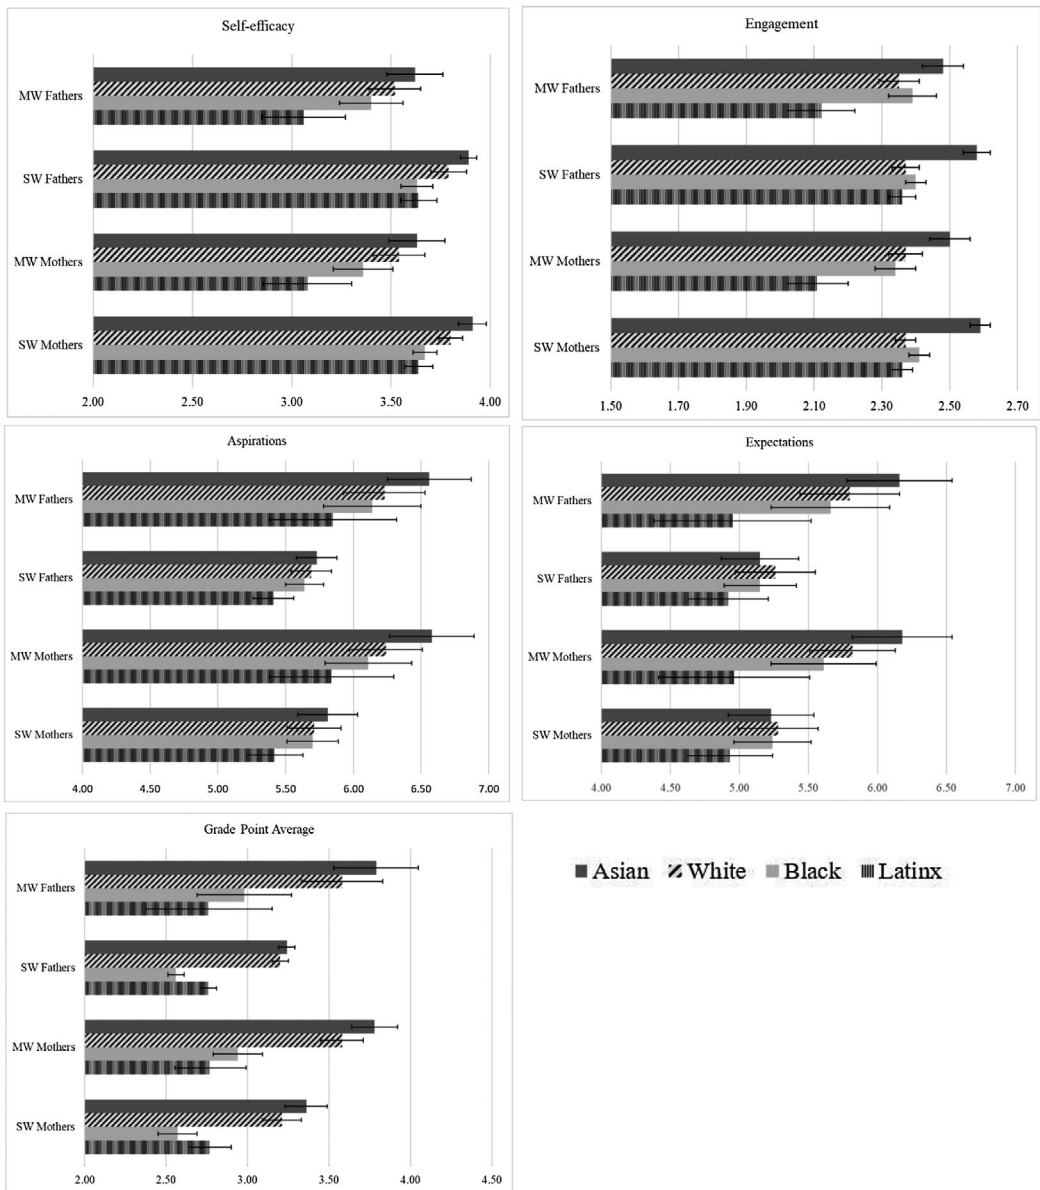 Self-efficacy
MW Fathers
SW Fathers
MW Mothers
SW Mothers
2.00 2.50 3.00 3.50 4.00
Engagement
MW Fathers
SW Fathers
MW Mothers
SW Mothers
1.50 1.70 1.90 2.10 2.30 2.50 2.70
Aspirations
MW Fathers
SW Fathers
MW Mothers
SW Mothers
4.00 4.50 5.00 5.50 6.00 6.50 7.00
Expectations
MW Fathers
SW Fathers
MW Mothers
SW Mothers
4.00 4.50 5.00 5.50 6.00 6.50 7.00
Grade Point Average
MW Fathers
SW Fathers
MW Mothers
SW Mothers
2.00 2.50 3.00 3.50 4.00 4.50
Asian White Black Latinx